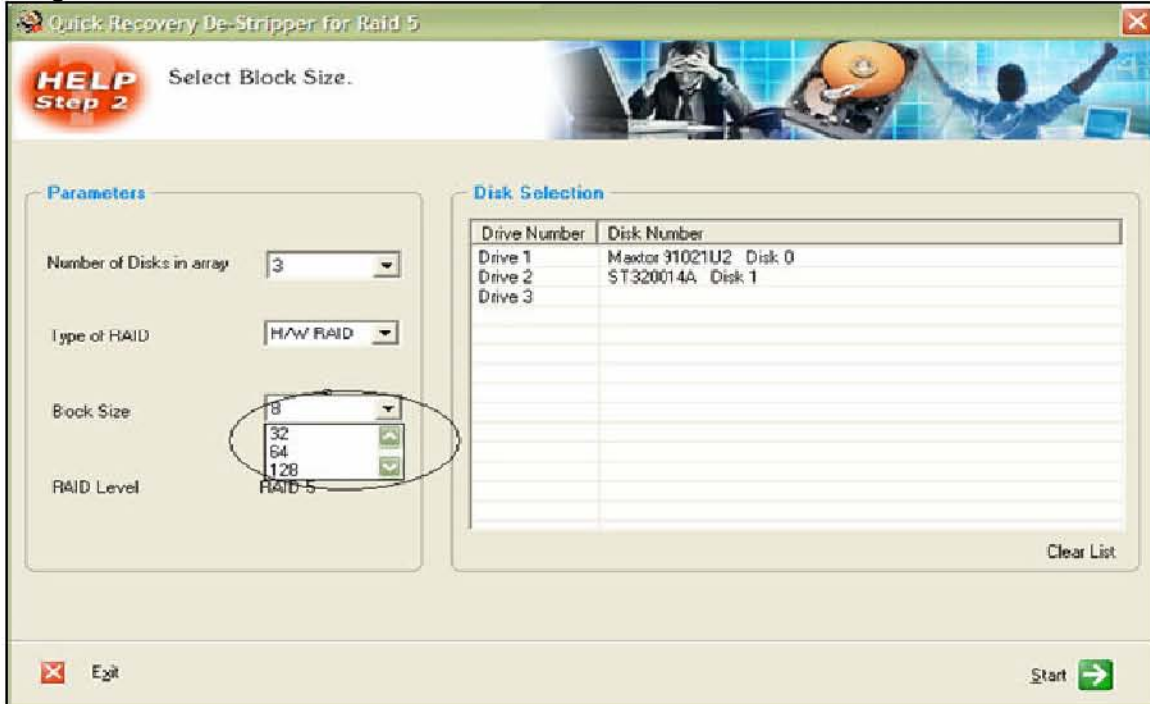 Quick Recovery De-Stripper for Raid 5
HELP
Step 2
Select Block Size.
Parameters
Number of Disks in array
3
Type of RAID
H/W RAID
Bock Size
8
32
64
128
RAID Level
RAID 5
Disk Selection
Drive Number Disk Number
Drive 1 Maxtor 91021U2 Disk 0
Drive 2 ST320014A Disk 1
Drive 3
Clear List
Exit
Start